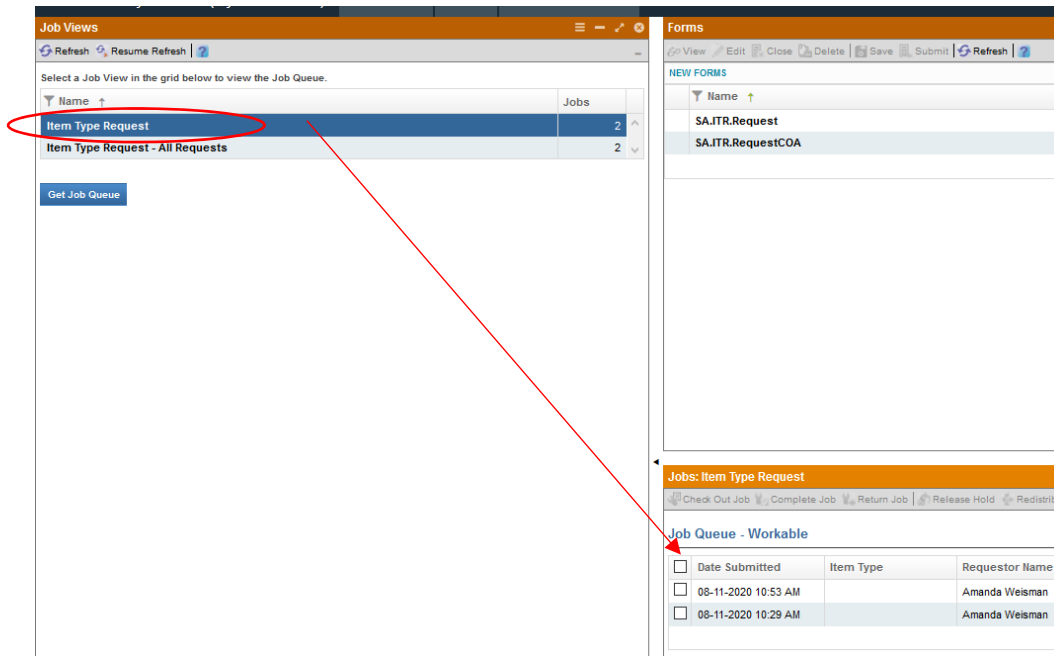 Job Views
Refresh Resume Refresh ?
Select a Job View in the grid below to view the Job Queue.
Name ↑ Jobs
Item Type Request 2
Item Type Request - All Requests 2
Get Job Queue
Forms
View Edit Close Delete Save Submit Refresh ?
NEW FORMS
Name ↑
SA.ITR.Request
SA.ITR.RequestCOA
Jobs: Item Type Request
Check Out Job Complete Job Return Job Release Hold Redistrib
Job Queue - Workable
Date Submitted Item Type Requestor Name
08-11-2020 10:53 AM Amanda Weisman
08-11-2020 10:29 AM Amanda Weisman